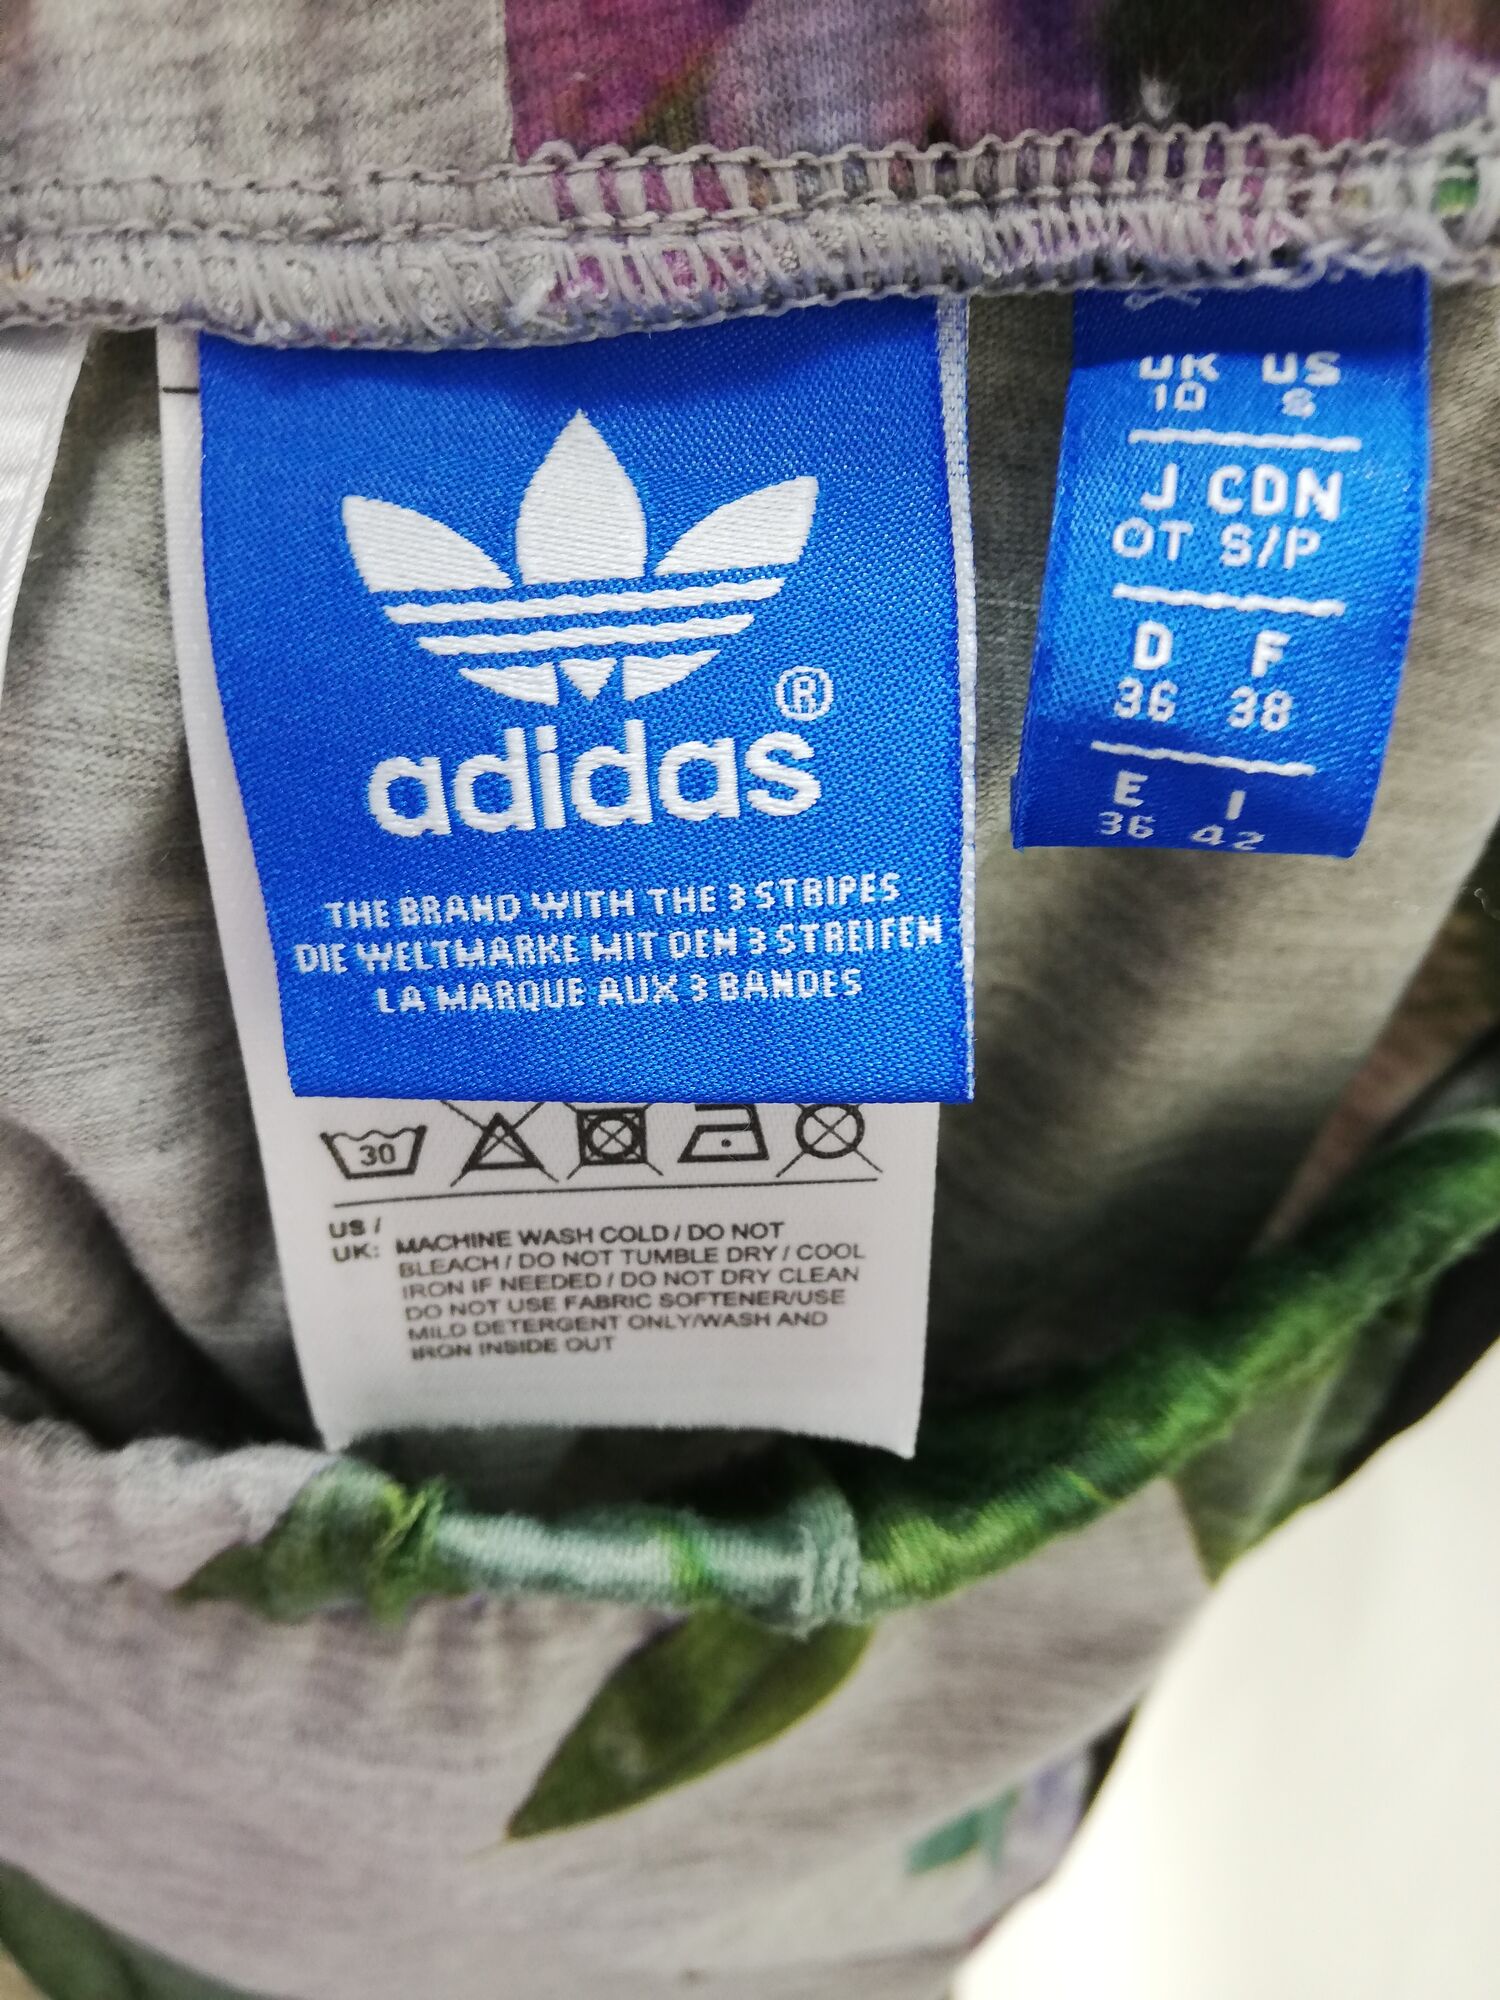 adidas®
THE BRAND WITH THE 3 STRIPES
DIE WELTMARKE MIT DEN 3 STREIFEN
LA MARQUE AUX 3 BANDES
30
US /
UK: MACHINE WASH COLD / DO NOT
BLEACH / DO NOT TUMBLE DRY / COOL
IRON IF NEEDED / DO NOT DRY CLEAN
DO NOT USE FABRIC SOFTENER/USE
MILD DETERGENT ONLY/WASH AND
IRON INSIDE OUT
UK US
10 S
J CDN
OT S/P
D F
36 38
E I
36 42